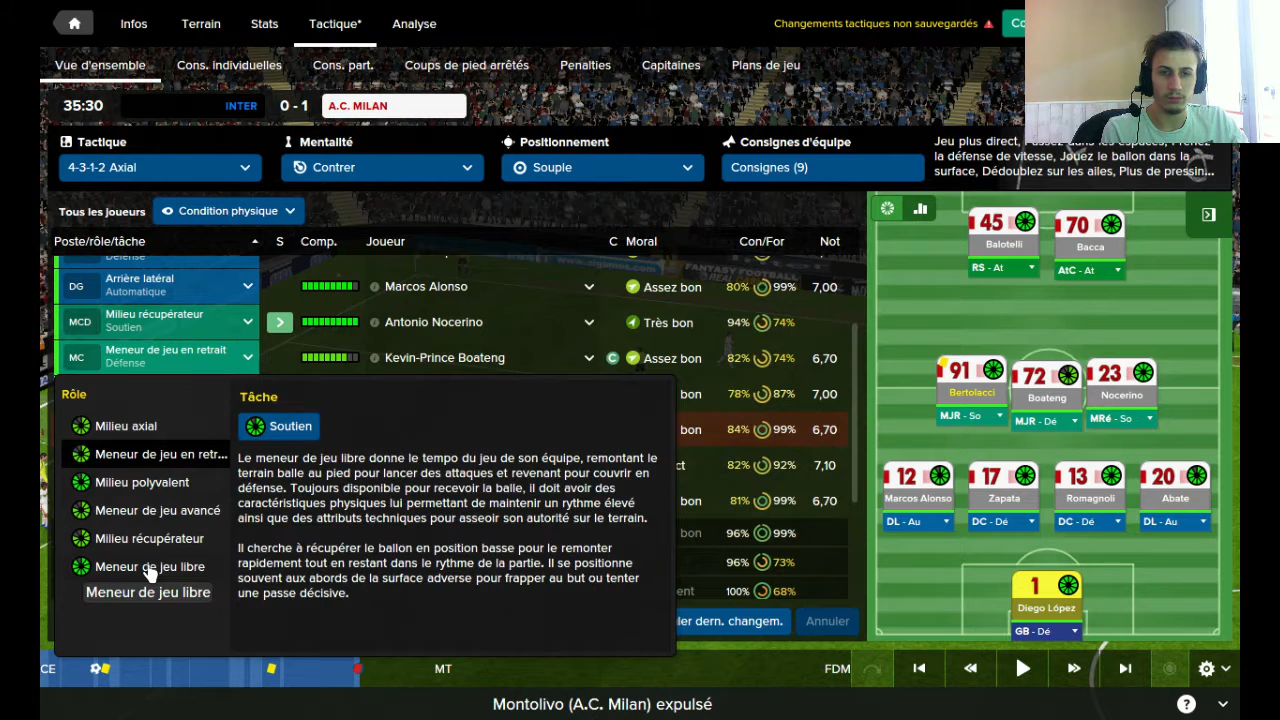 Infos Terrain Stats Tactique* Analyse Changements tactiques non sauvegardés
Vue d'ensemble Cons. individuelles Cons. part. Coups de pied arrêtés Penalties Capitaines Plans de jeu
35:30 INTER 0 - 1 A.C. MILAN
Tactique Mentalité Positionnement Consignes d'équipe
4-3-1-2 Axial Contrer Souple Consignes (9)
la défense de vitesse, Jouez le ballon dans la
surface, Dédoublez sur les ailes, Plus de pressin...
Tous les joueurs Condition physique
Poste/rôle/tâche S Comp. Joueur C Moral Con/For Not
Défense
DG Arrière latéral Automatique Marcos Alonso Assez bon 80% 99% 7,00
MCD Milieu récupérateur Soutien Antonio Nocerino Très bon 94% 74%
MC Meneur de jeu en retrait Défense Kevin-Prince Boateng C Assez bon 82% 74% 6,70
78% 87% 7,00
bon 84% 99% 6,70
82% 92% 7,10
bon 81% 99% 6,70
bon 96% 99%
96% 73%
100% 68%
ler dern. changem. Annuler
Rôle
Milieu axial
Meneur de jeu en retr...
Milieu polyvalent
Meneur de jeu avancé
Milieu récupérateur
Meneur de jeu libre
Meneur de jeu libre
Tâche
Soutien
Le meneur de jeu libre donne le tempo du jeu de son équipe, remontant le
terrain balle au pied pour lancer des attaques et revenant pour couvrir en
défense. Toujours disponible pour recevoir la balle, il doit avoir des
caractéristiques physiques lui permettant de maintenir un rythme élevé
ainsi que des attributs techniques pour asseoir son autorité sur le terrain.
Il cherche à récupérer le ballon en position basse pour le remonter
rapidement tout en restant dans le rythme de la partie. Il se positionne
souvent aux abords de la surface adverse pour frapper au but ou tenter
une passe décisive.
45 70
Balotelli Bacca
RS - At AtC - At
91 72 23
Bertolacci Boateng Nocerino
MJR - So MJR - Dé MRé - So
12 17 13 20
Marcos Alonso Zapata Romagnoli Abate
DL - Au DC - Dé DC - Dé DL - Au
1
Diego López
GB - Dé
CE MT FDM
Montolivo (A.C. Milan) expulsé